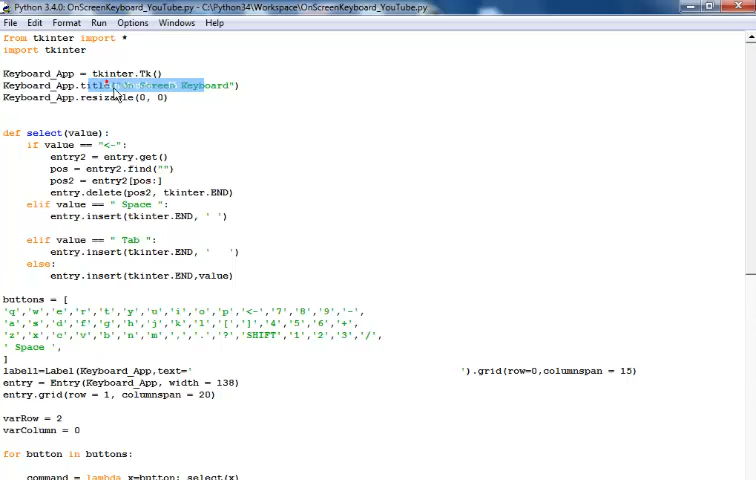 Python 3.4.0: OnScreenKeyboard_YouTube.py - C:\Python34\Workspace\OnScreenKeyboard_YouTube.py
File Edit Format Run Options Windows Help
from tkinter import *
import tkinter
Keyboard_App = tkinter.Tk()
Keyboard_App.title("On Screen Keyboard")
Keyboard_App.resizable(0, 0)
def select(value):
if value == "<-":
entry2 = entry.get()
pos = entry2.find("")
pos2 = entry2[pos:]
entry.delete(pos2, tkinter.END)
elif value == " Space ":
entry.insert(tkinter.END, ' ')
elif value == " Tab ":
entry.insert(tkinter.END, '   ')
else:
entry.insert(tkinter.END,value)
buttons = [
'q','w','e','r','t','y','u','i','o','p','<-','7','8','9','-',
'a','s','d','f','g','h','j','k','l','[',']','4','5','6','+',
'z','x','c','v','b','n','m',',','.','?','SHIFT','1','2','3','/',
' Space ',
]
label1=Label(Keyboard_App,text=' ').grid(row=0,columnspan = 15)
entry = Entry(Keyboard_App, width = 138)
entry.grid(row = 1, columnspan = 20)
varRow = 2
varColumn = 0
for button in buttons:
command = lambda x=button: select(x)